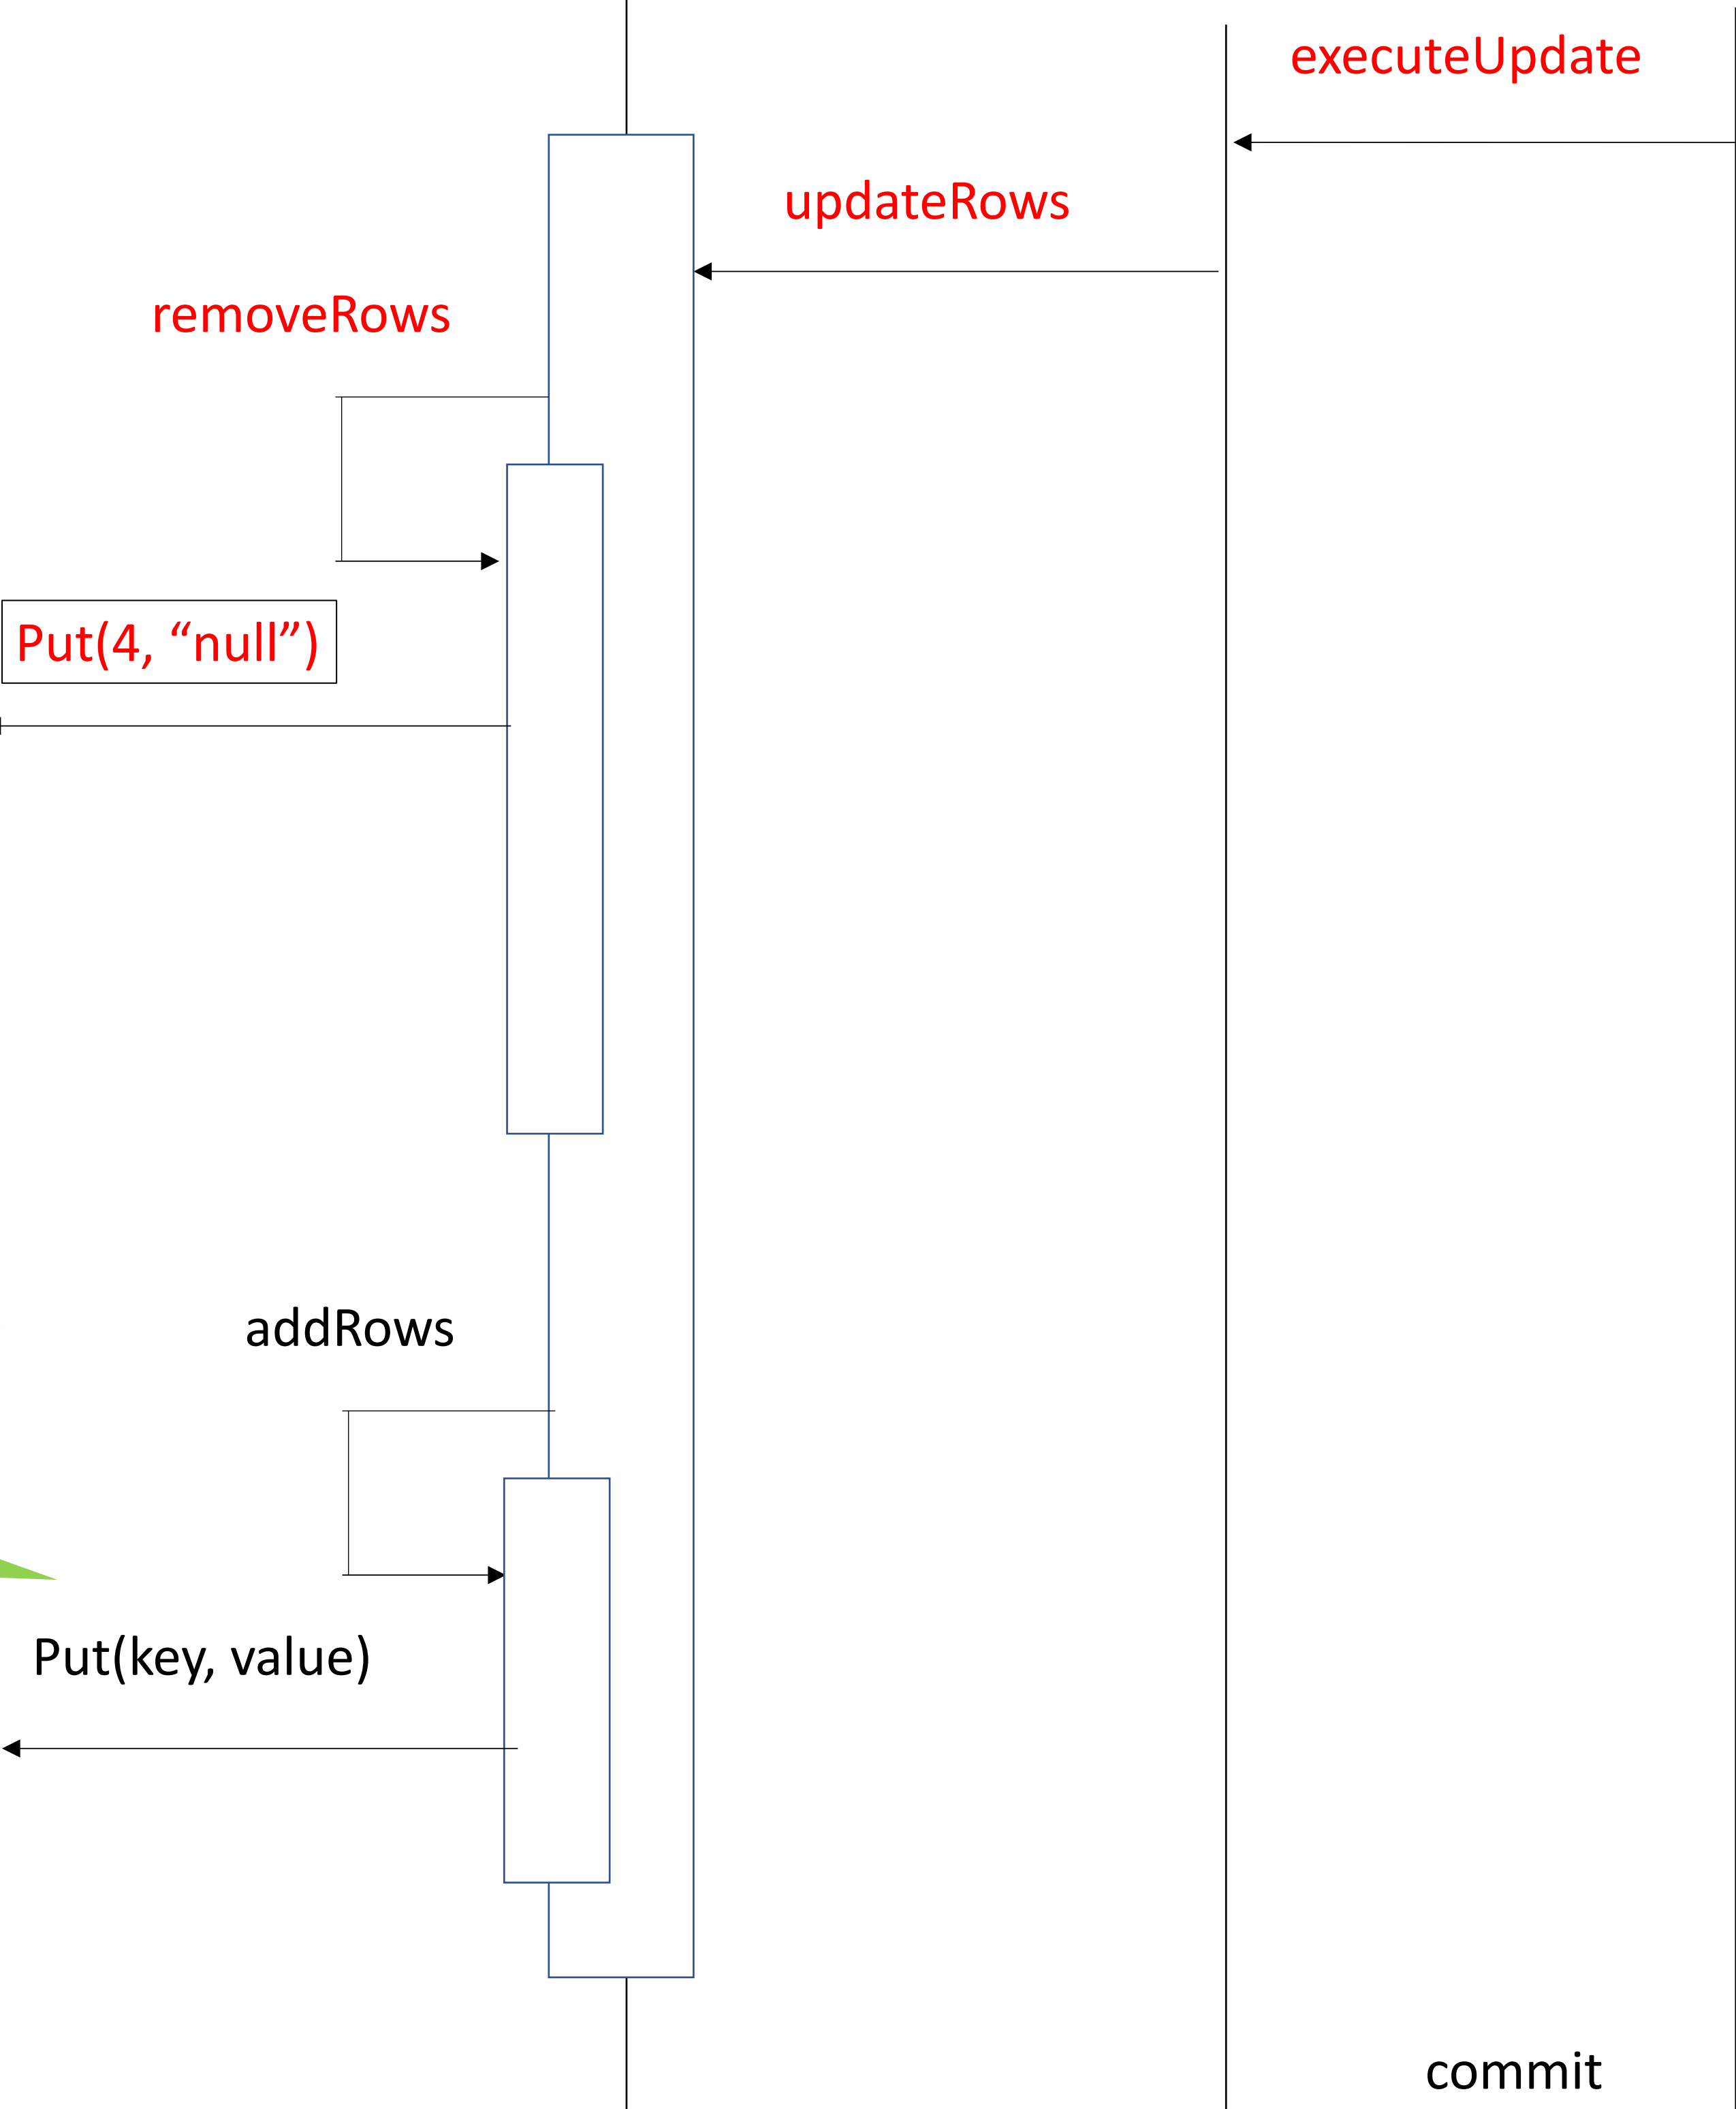 executeUpdate
updateRows
removeRows
Put(4, “null”)
addRows
Put(key, value)
commit